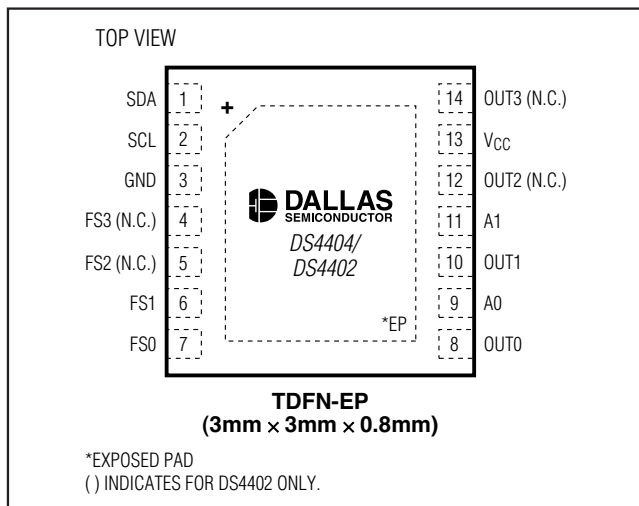 TOP VIEW
SDA 1 + 14 OUT3 (N.C.)
SCL 2 13 VCC
GND 3 12 OUT2 (N.C.)
DALLAS
SEMICONDUCTOR
FS3 (N.C.) 4 11 A1
DS4404/
FS2 (N.C.) 5 10 OUT1
DS4402
FS1 6 9 A0
*EP
FS0 7 8 OUT0
TDFN-EP
(3mm × 3mm × 0.8mm)
*EXPOSED PAD
( ) INDICATES FOR DS4402 ONLY.